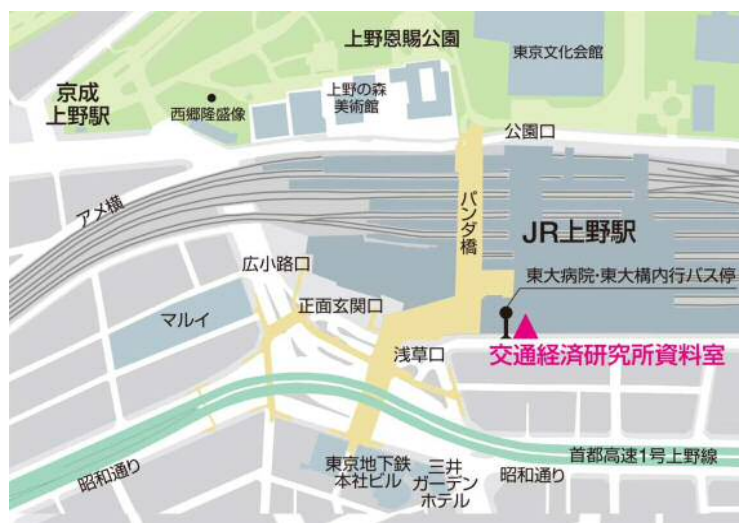 上野恩賜公園
東京文化会館
京成
上野駅
西郷隆盛像
上野の森
美術館
公園口
アメ横
パンダ橋
JR上野駅
広小路口
東大病院・東大構内行バス停
正面玄関口
マルイ
浅草口
交通経済研究所資料室
首都高速1号上野線
昭和通り
東京地下鉄
本社ビル
三井
ガーデン
ホテル
昭和通り